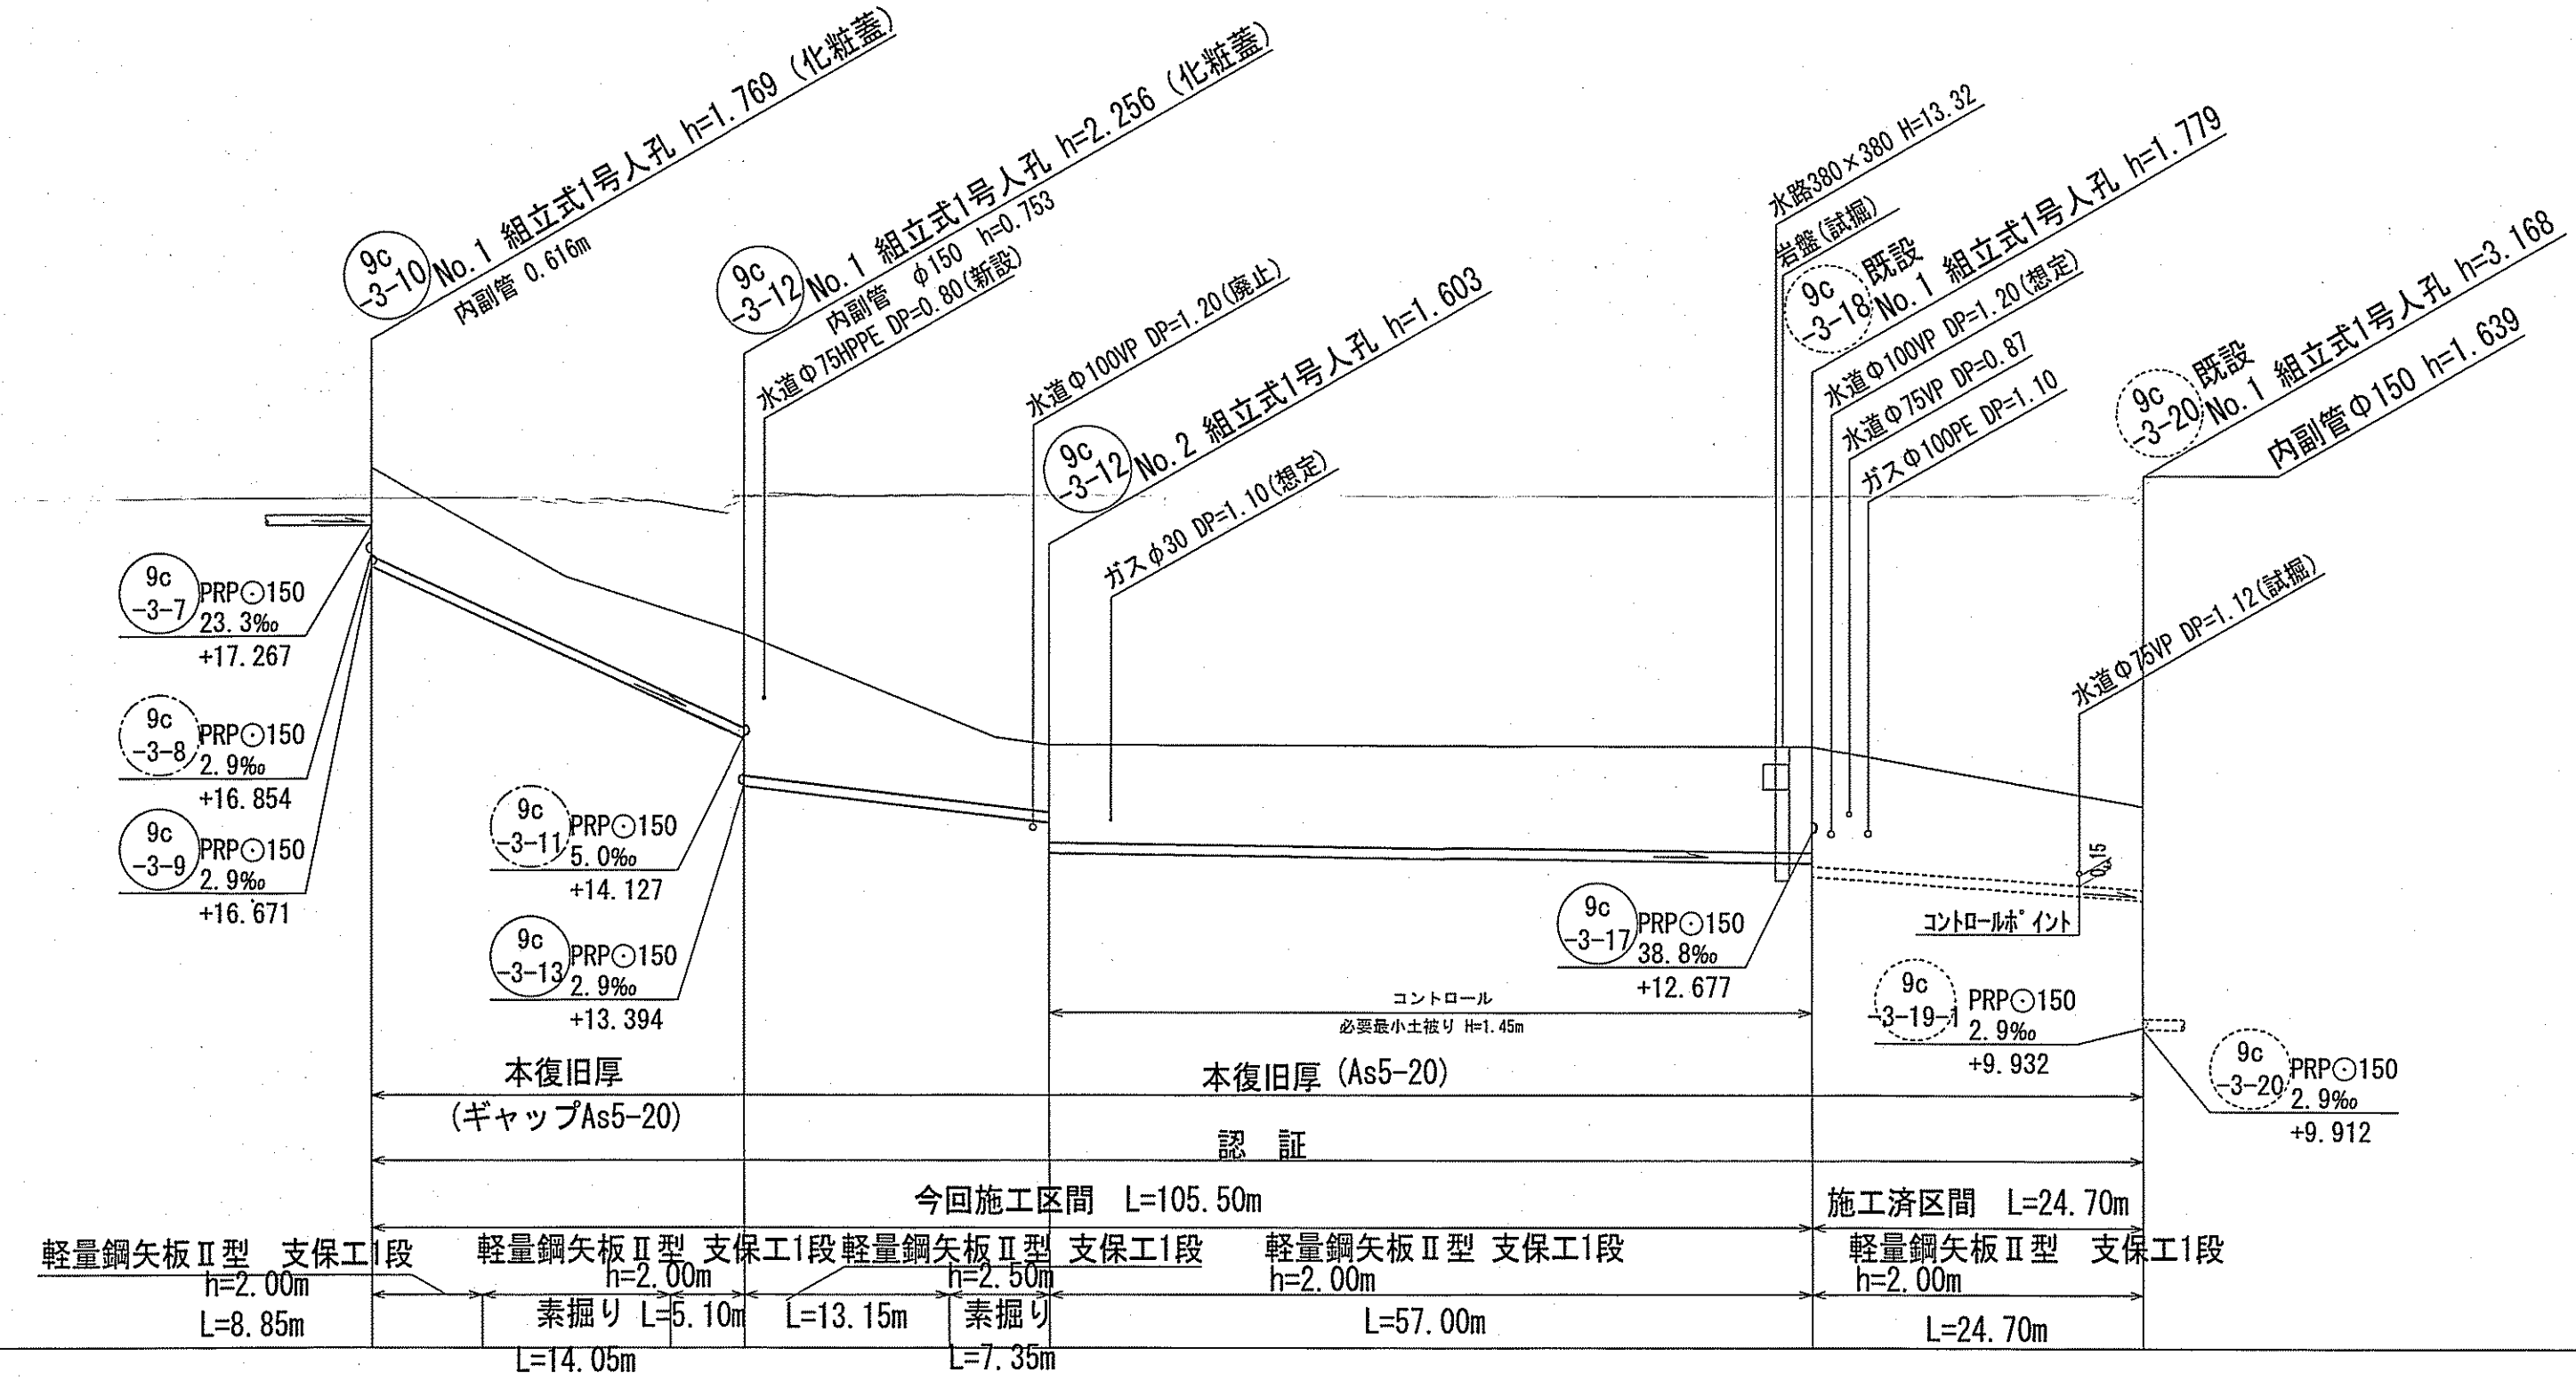 9c
-3-10
No.1 組立式1号人孔 h=1.769 (化粧蓋)
内副管 0.616m
9c
-3-12
No.1 組立式1号人孔 h=2.256 (化粧蓋)
内副管 φ150 h=0.753
水道Φ75HPPE DP=0.80(新設)
水道Φ100VP DP=1.20(廃止)
9c
-3-12
No.2 組立式1号人孔 h=1.603
ガスφ30 DP=1.10(想定)
水路380×380 H=13.32
岩盤(試掘)
9c
-3-18
既設
No.1 組立式1号人孔 h=1.779
水道Φ100VP DP=1.20(想定)
水道Φ75VP DP=0.87
ガスΦ100PE DP=1.10
9c
-3-20
既設
No.1 組立式1号人孔 h=3.168
内副管Φ150 h=1.639
水道Φ75VP DP=1.12(試掘)
9c
-3-7
PRP⊙150
23.3‰
+17.267
9c
-3-8
PRP⊙150
2.9‰
+16.854
9c
-3-9
PRP⊙150
2.9‰
+16.671
9c
-3-11
PRP⊙150
5.0‰
+14.127
9c
-3-13
PRP⊙150
2.9‰
+13.394
9c
-3-17
PRP⊙150
38.8‰
+12.677
0.15
コントロールポイント
9c
-3-19-1
PRP⊙150
2.9‰
+9.932
9c
-3-20
PRP⊙150
2.9‰
+9.912
コントロール
必要最小土被り H=1.45m
本復旧厚
(ギャップAs5-20)
本復旧厚 (As5-20)
認 証
今回施工区間 L=105.50m
施工済区間 L=24.70m
軽量鋼矢板Ⅱ型 支保工1段
h=2.00m
L=8.85m
軽量鋼矢板Ⅱ型 支保工1段
h=2.00m
素掘り L=5.10m
L=14.05m
軽量鋼矢板Ⅱ型 支保工1段
h=2.50m
L=13.15m
素掘り
L=7.35m
軽量鋼矢板Ⅱ型 支保工1段
h=2.00m
L=57.00m
軽量鋼矢板Ⅱ型 支保工1段
h=2.00m
L=24.70m